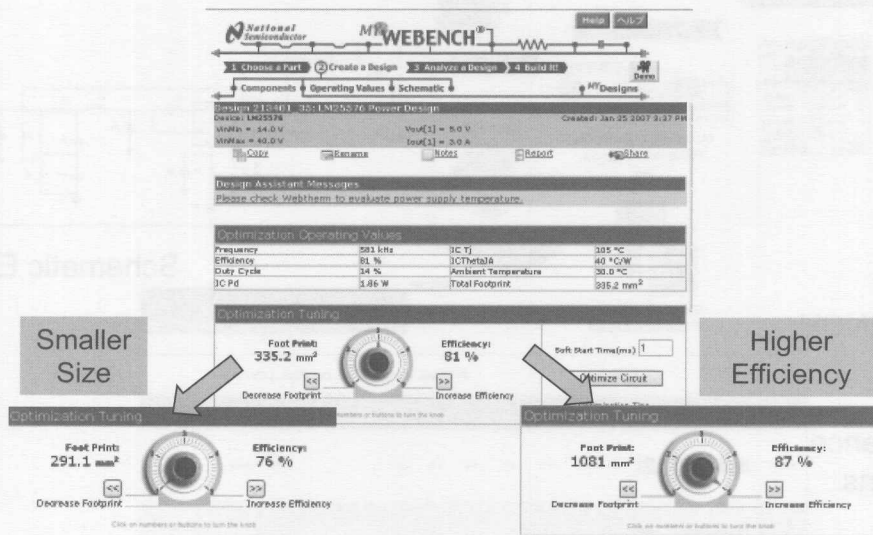 National
Semiconductor
MY WEBENCH®
Help ヘルプ
1 Choose a Part 2 Create a Design 3 Analyze a Design 4 Build It!
Demo
Components Operating Values Schematic MY Designs
Design 213401_35: LM25576 Power Design
Device: LM25576 Created: Jan 25 2007 3:37 PM
VinMin = 14.0 V Vout[1] = 5.0 V
VinMax = 40.0 V Iout[1] = 3.0 A
Copy Rename Notes Report Share
Design Assistant Messages
Please check Webtherm to evaluate power supply temperature.
Optimization Operating Values
Frequency 581 kHz IC Tj 105 °C
Efficiency 81 % ICThetaJA 40 °C/W
Duty Cycle 14 % Ambient Temperature 30.0 °C
IC Pd 1.86 W Total Footprint 335.2 mm²
Optimization Tuning
Smaller
Size
Foot Print:
335.2 mm²
Efficiency:
81 %
Soft Start Time(ms) 1
Optimize Circuit
<< >>
Decrease Footprint Increase Efficiency
numbers or buttons to turn the knob
Higher
Efficiency
Optimization Tuning
Foot Print:
291.1 mm²
Efficiency:
76 %
<< >>
Decrease Footprint Increase Efficiency
Click on numbers or buttons to turn the knob
Optimization Tuning
Foot Print:
1081 mm²
Efficiency:
87 %
<< >>
Decrease Footprint Increase Efficiency
Click on numbers or buttons to turn the knob